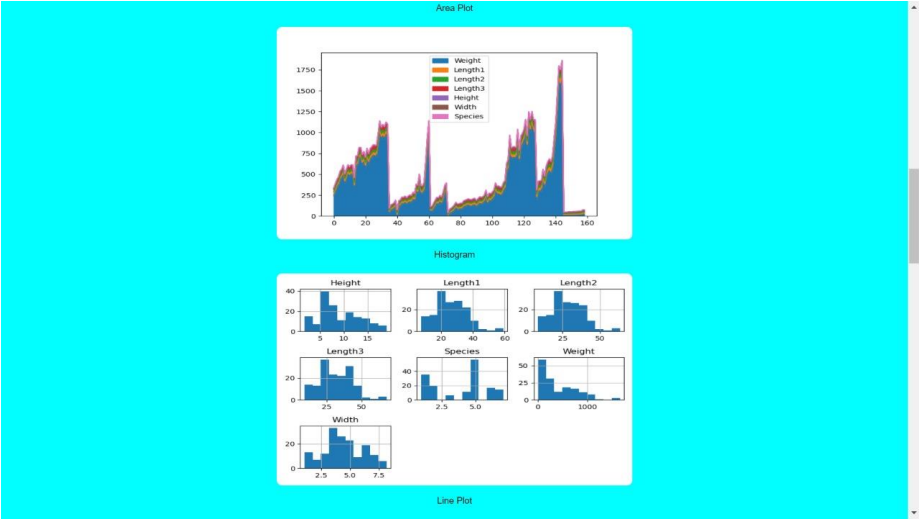 Area Plot
1750
1500
1250
1000
750
500
250
0
0 20 40 60 80 100 120 140 160
Weight
Length1
Length2
Length3
Height
Width
Species
Histogram
Height Length1 Length2
40
20
0
5 10 15
20
0
20 40 60
20
0
25 50
Length3 Species Weight
20
0
25 50
40
20
0
2.5 5.0
50
25
0
0 1000
Width
20
0
2.5 5.0 7.5
Line Plot